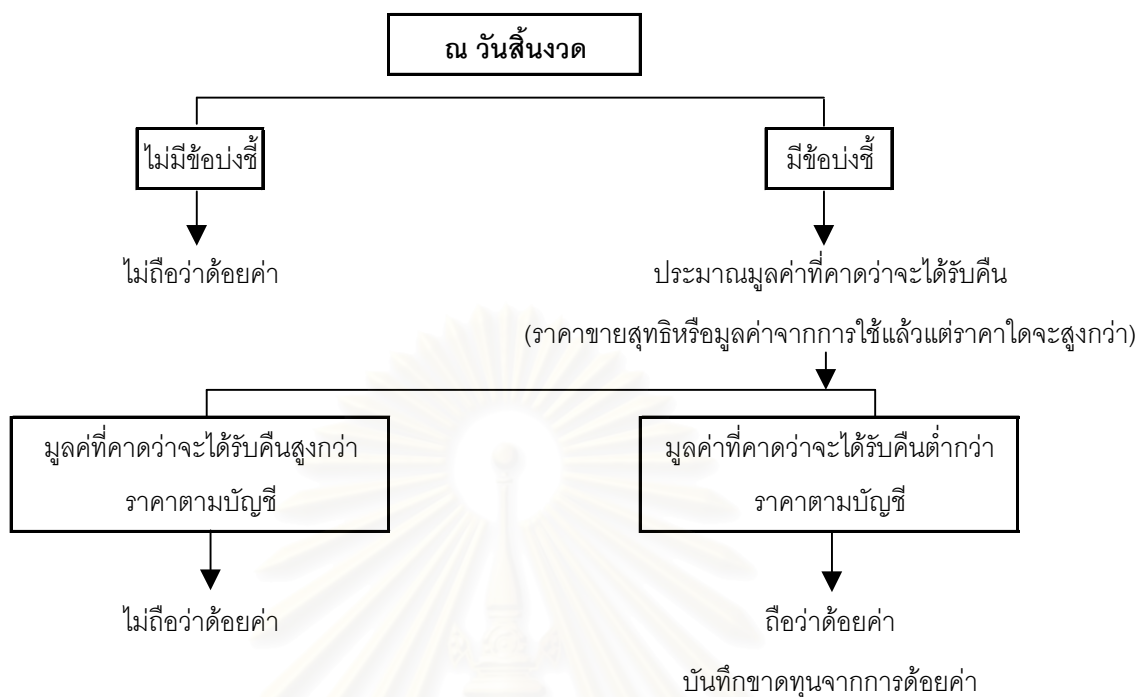 ณ วันสิ้นงวด
ไม่มีข้อบ่งชี้
มีข้อบ่งชี้
ไม่ถือว่าด้อยค่า
ประมาณมูลค่าที่คาดว่าจะได้รับคืน
(ราคาขายสุทธิหรือมูลค่าจากการใช้แล้วแต่ราคาใดจะสูงกว่า)
มูลค่ที่คาดว่าจะได้รับคืนสูงกว่า
ราคาตามบัญชี
มูลค่าที่คาดว่าจะได้รับคืนต่ำกว่า
ราคาตามบัญชี
ไม่ถือว่าด้อยค่า
ถือว่าด้อยค่า
บันทึกขาดทุนจากการด้อยค่า